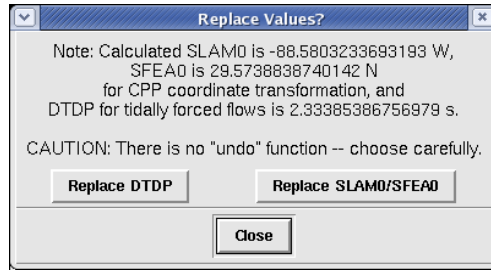 Replace Values?
Note: Calculated SLAM0 is -88.5803233693193 W,
SFEA0 is 29.5738838740142 N
for CPP coordinate transformation, and
DTDP for tidally forced flows is 2.33385386756979 s.
CAUTION: There is no "undo" function -- choose carefully.
Replace DTDP
Replace SLAM0/SFEA0
Close